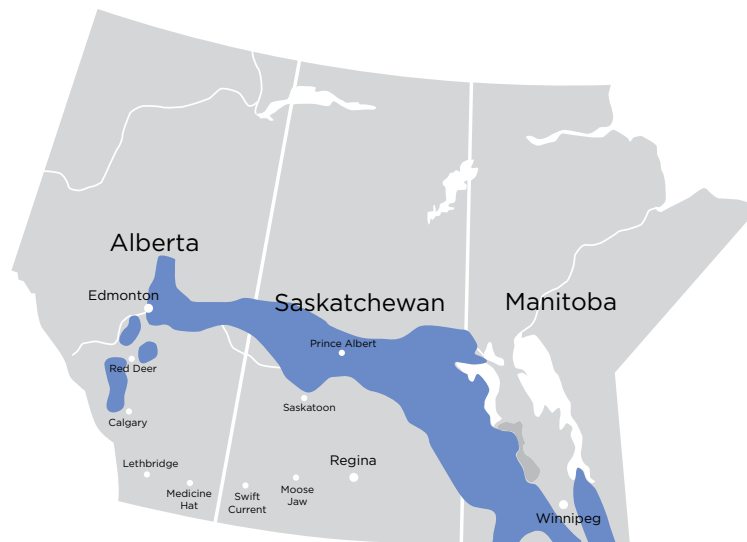 Alberta
Edmonton
Saskatchewan
Manitoba
Prince Albert
Red Deer
Saskatoon
Calgary
Regina
Lethbridge
Medicine
Hat
Swift
Current
Moose
Jaw
Winnipeg